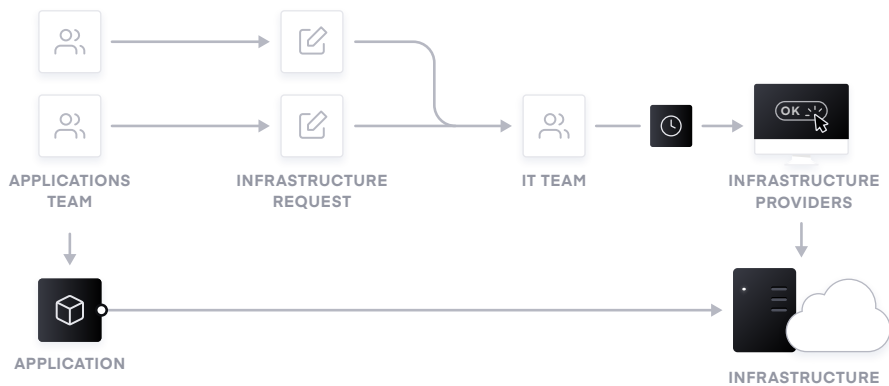 OK
APPLICATIONS
TEAM
INFRASTRUCTURE
REQUEST
IT TEAM
INFRASTRUCTURE
PROVIDERS
APPLICATION
INFRASTRUCTURE